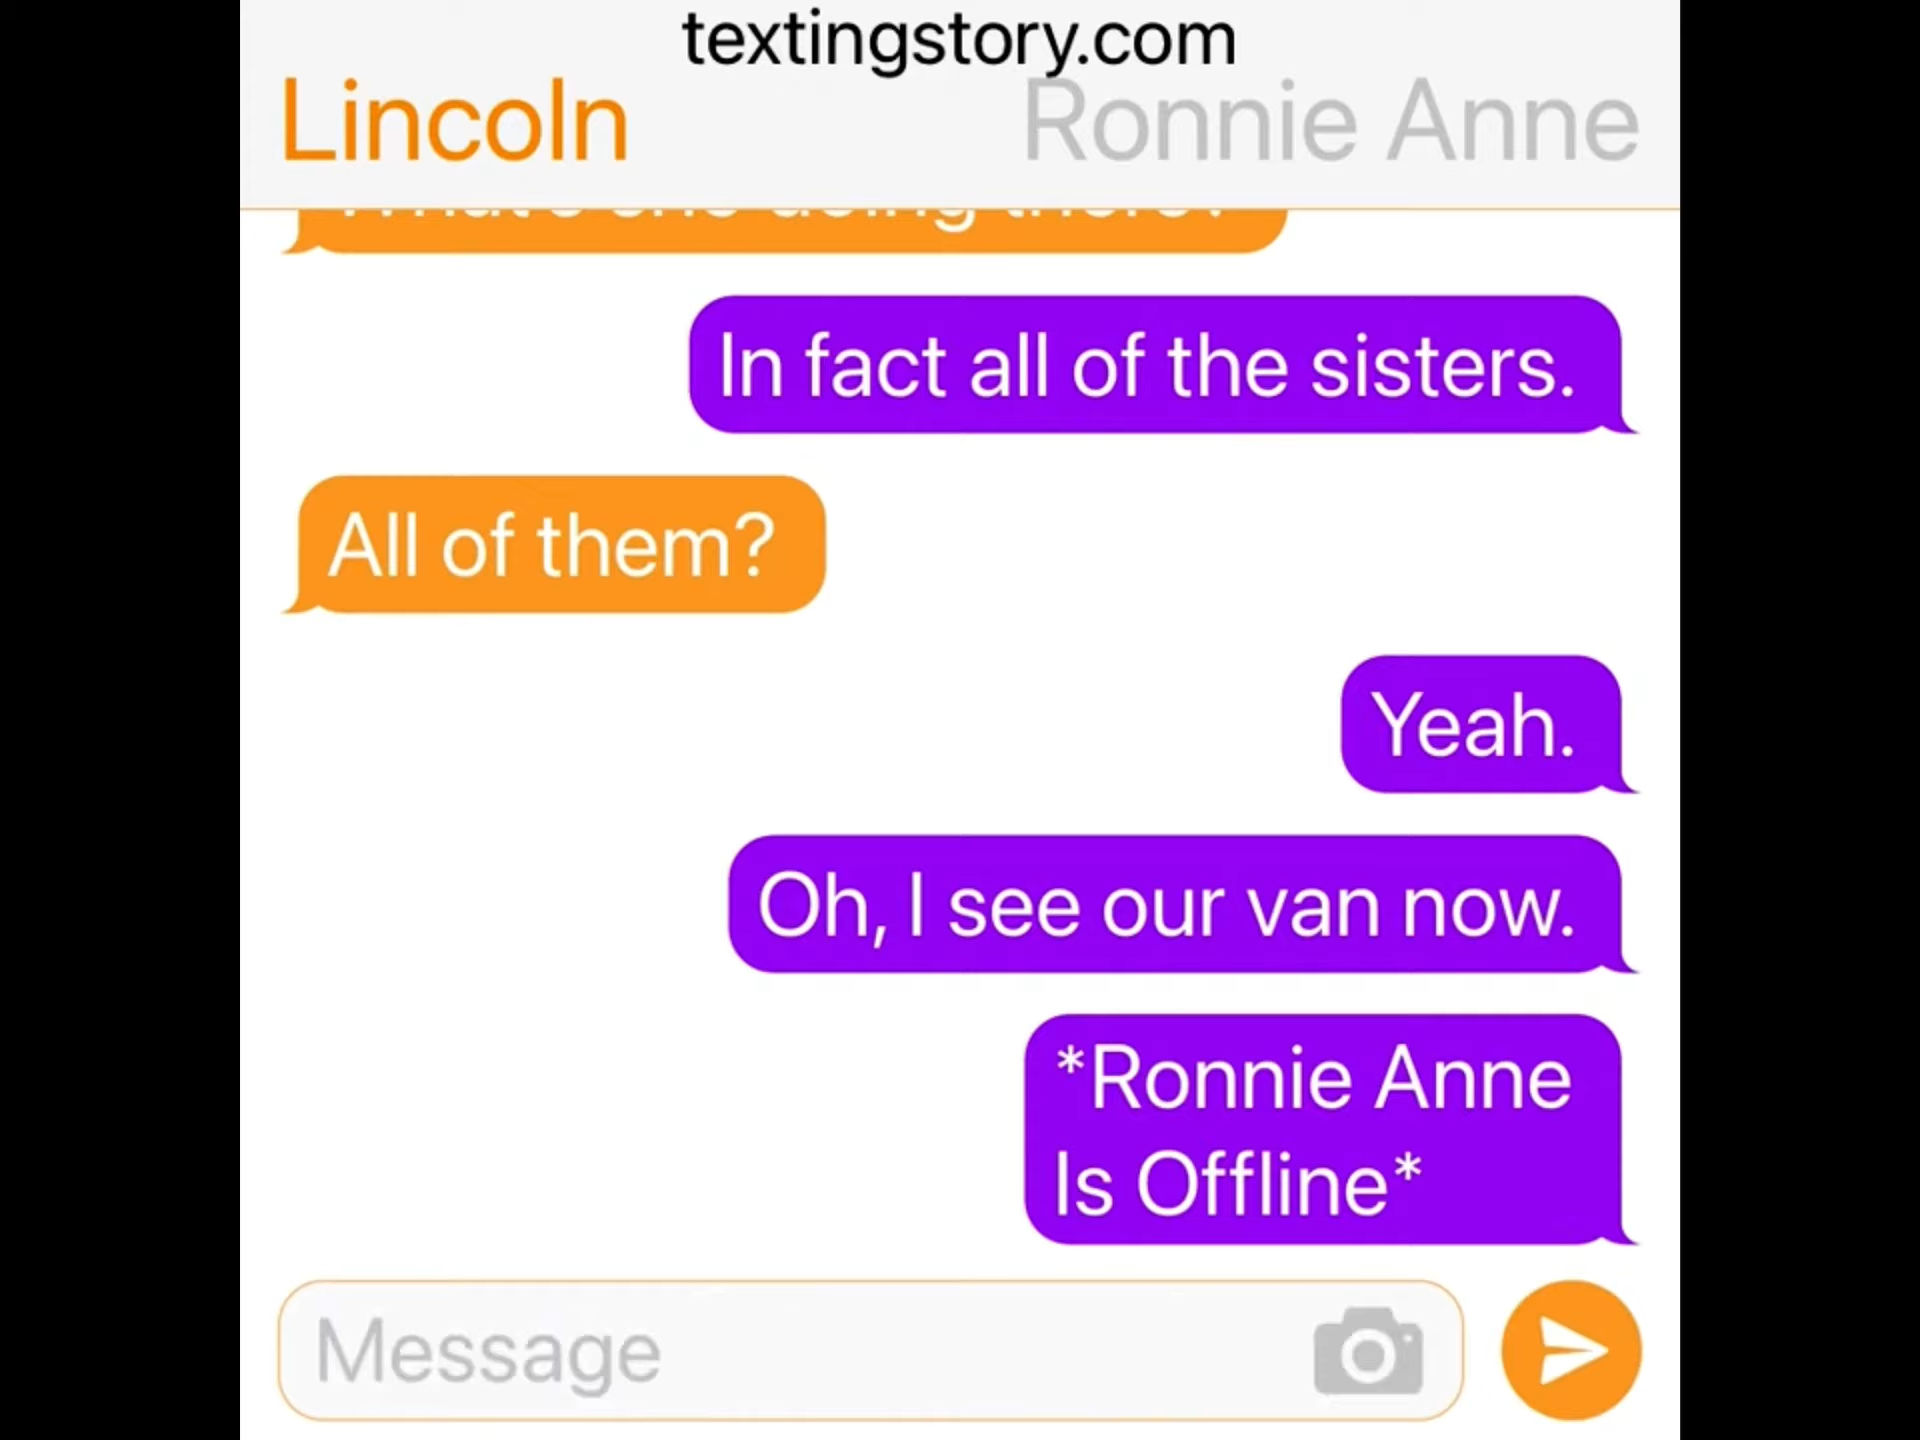 textingstory.com
Lincoln
Ronnie Anne
In fact all of the sisters.
All of them?
Yeah.
Oh, I see our van now.
*Ronnie Anne
Is Offline*
Message